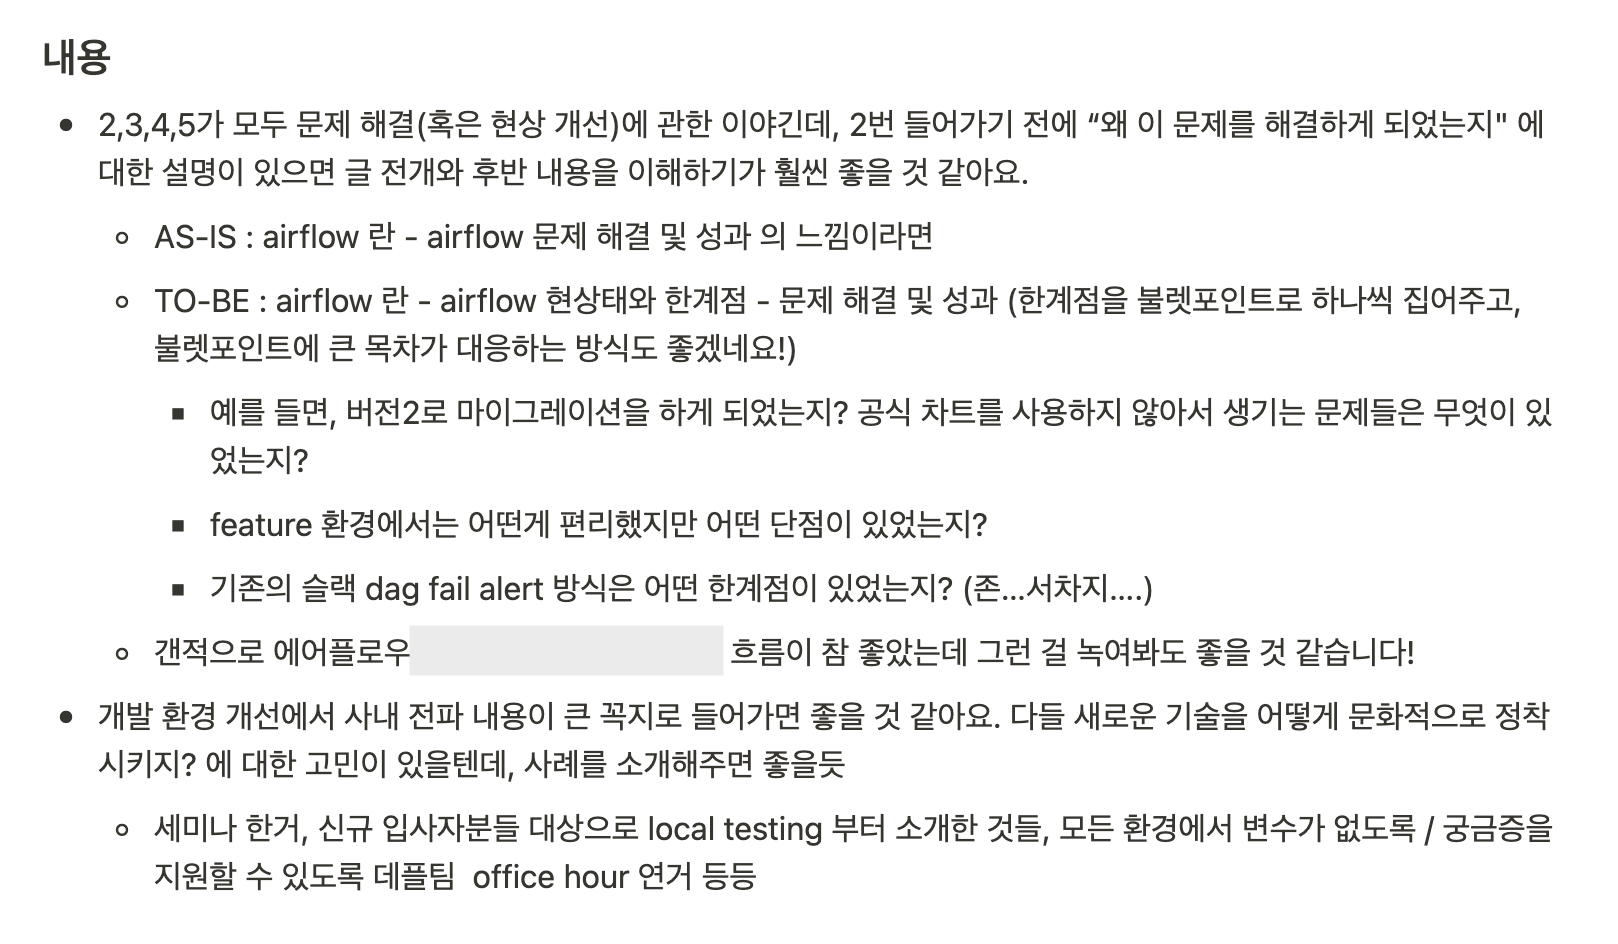 내용
• 2,3,4,5가 모두 문제 해결(혹은 현상 개선)에 관한 이야긴데, 2번 들어가기 전에 “왜 이 문제를 해결하게 되었는지" 에
대한 설명이 있으면 글 전개와 후반 내용을 이해하기가 훨씬 좋을 것 같아요.
◦ AS-IS : airflow 란 - airflow 문제 해결 및 성과 의 느낌이라면
◦ TO-BE : airflow 란 - airflow 현상태와 한계점 - 문제 해결 및 성과 (한계점을 불렛포인트로 하나씩 집어주고,
불렛포인트에 큰 목차가 대응하는 방식도 좋겠네요!)
▪ 예를 들면, 버전2로 마이그레이션을 하게 되었는지? 공식 차트를 사용하지 않아서 생기는 문제들은 무엇이 있
었는지?
▪ feature 환경에서는 어떤게 편리했지만 어떤 단점이 있었는지?
▪ 기존의 슬랙 dag fail alert 방식은 어떤 한계점이 있었는지? (존...서차지....)
◦ 갠적으로 에어플로우 흐름이 참 좋았는데 그런 걸 녹여봐도 좋을 것 같습니다!
• 개발 환경 개선에서 사내 전파 내용이 큰 꼭지로 들어가면 좋을 것 같아요. 다들 새로운 기술을 어떻게 문화적으로 정착
시키지? 에 대한 고민이 있을텐데, 사례를 소개해주면 좋을듯
◦ 세미나 한거, 신규 입사자분들 대상으로 local testing 부터 소개한 것들, 모든 환경에서 변수가 없도록 / 궁금증을
지원할 수 있도록 데플팀 office hour 연거 등등